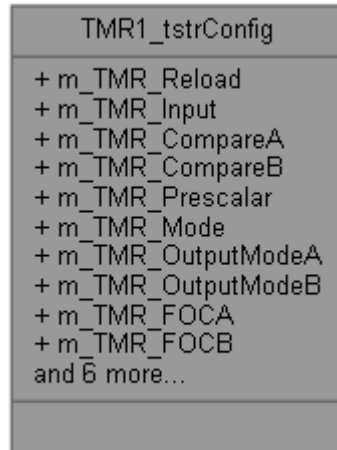 TMR1_tstrConfig
+ m_TMR_Reload
+ m_TMR_Input
+ m_TMR_CompareA
+ m_TMR_CompareB
+ m_TMR_Prescalar
+ m_TMR_Mode
+ m_TMR_OutputModeA
+ m_TMR_OutputModeB
+ m_TMR_FOCA
+ m_TMR_FOCB
and 6 more...